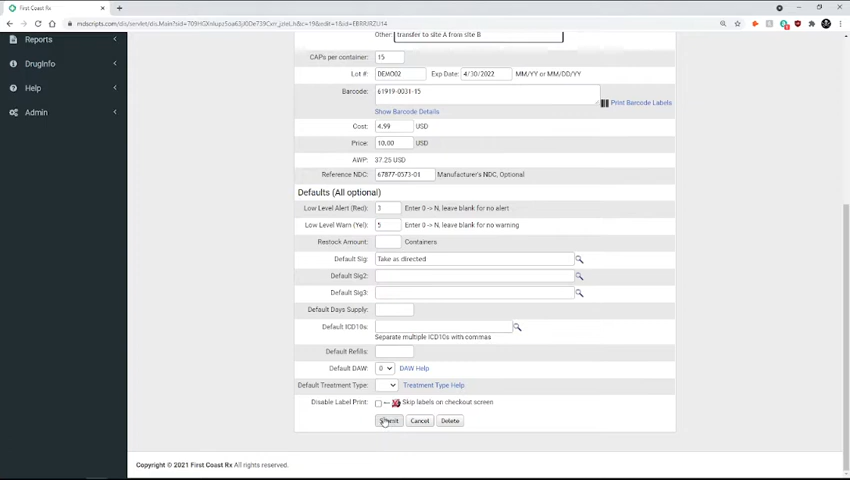 First Coast Rx
Reports
DrugInfo
Help
Admin
Other: transfer to site A from site B
CAPs per container: 15
Lot #: DEMO02 Exp Date: 4/30/2022 MM/YY or MM/DD/YY
Barcode: 61919-0031-15
Print Barcode Labels
Show Barcode Details
Cost: 4.99 USD
Price: 10.00 USD
AWP: 37.25 USD
Reference NDC: 67877-0573-01 Manufacturer's NDC, Optional
Defaults (All optional)
Low Level Alert (Red): 3 Enter 0 -> N, leave blank for no alert
Low Level Warn (Yel): 5 Enter 0 -> N, leave blank for no warning
Restock Amount: Containers
Default Sig: Take as directed
Default Sig2:
Default Sig3:
Default Days Supply:
Default ICD10s:
Separate multiple ICD10s with commas
Default Refills:
Default DAW: 0 DAW Help
Default Treatment Type: Treatment Type Help
Disable Label Print: Skip labels on checkout screen
Submit Cancel Delete
Copyright © 2021 First Coast Rx All rights reserved.